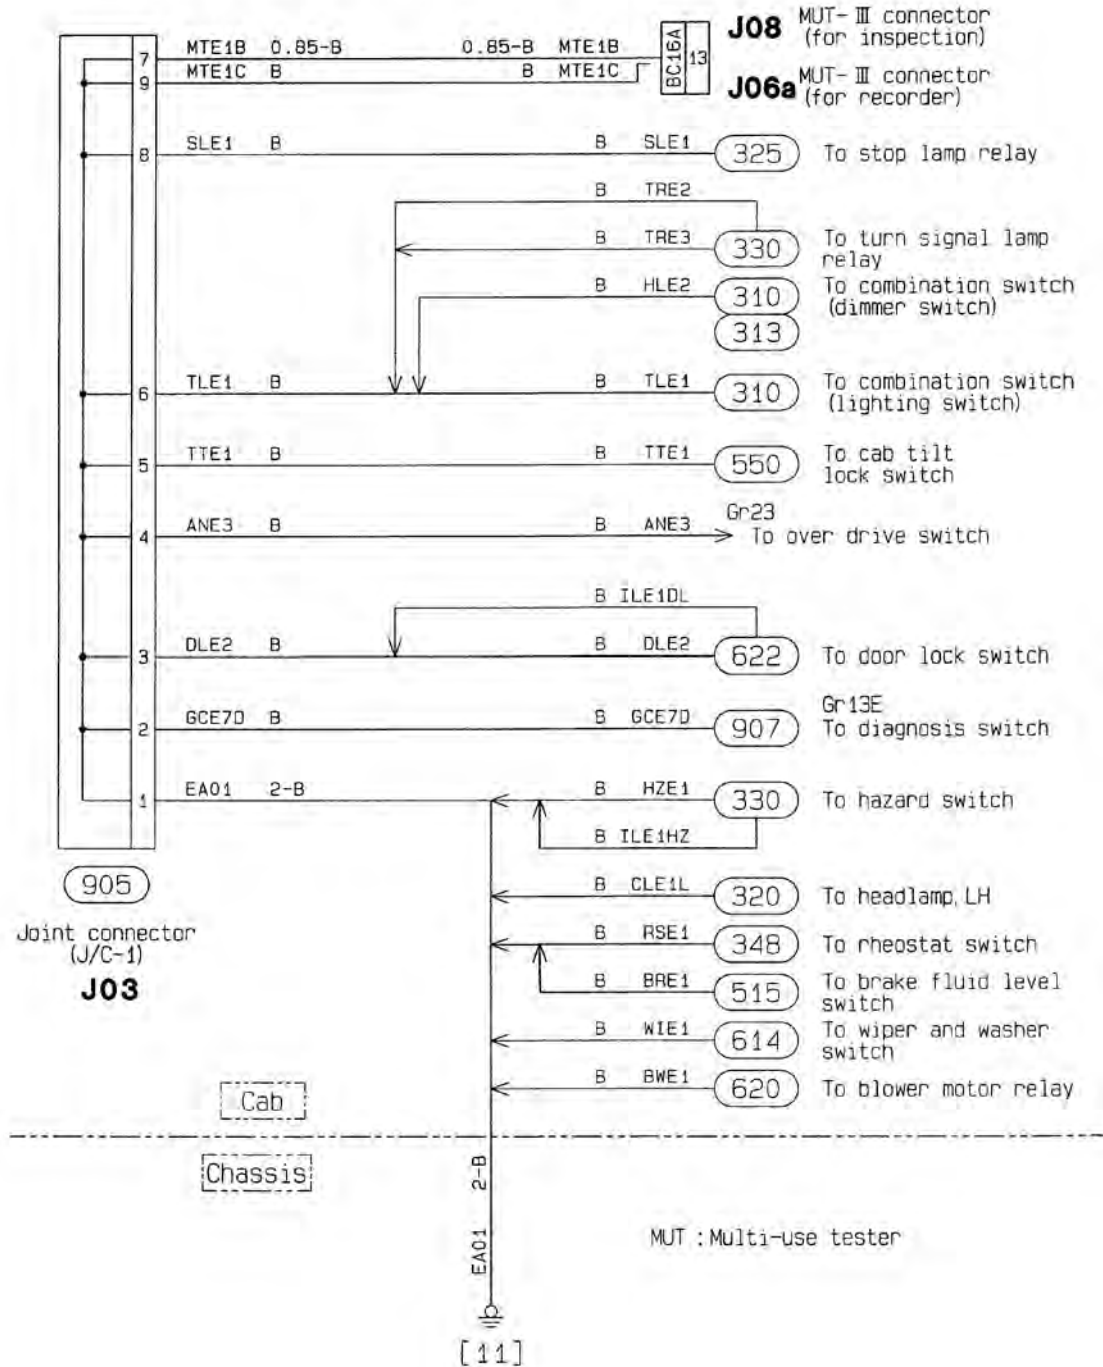 J08 MUT-Ⅲ connector
(for inspection)
7 MTE1B 0.85-B 0.85-B MTE1B
9 MTE1C B B MTE1C
BC16A 13
J06a MUT-Ⅲ connector
(for recorder)
8 SLE1 B B SLE1 325 To stop lamp relay
B TRE2
B TRE3 330 To turn signal lamp
relay
B HLE2 310 To combination switch
(dimmer switch)
313
6 TLE1 B B TLE1 310 To combination switch
(lighting switch)
5 TTE1 B B TTE1 550 To cab tilt
lock switch
Gr23
4 ANE3 B B ANE3 To over drive switch
B ILE1DL
3 DLE2 B B DLE2 622 To door lock switch
Gr13E
2 GCE7D B B GCE7D 907 To diagnosis switch
1 EA01 2-B B HZE1 330 To hazard switch
B ILE1HZ
905
Joint connector
(J/C-1)
J03
B CLE1L 320 To headlamp, LH
B RSE1 348 To rheostat switch
B BRE1 515 To brake fluid level
switch
B WIE1 614 To wiper and washer
switch
B BWE1 620 To blower motor relay
Cab
Chassis
EA01 2-B
MUT : Multi-use tester
[11]